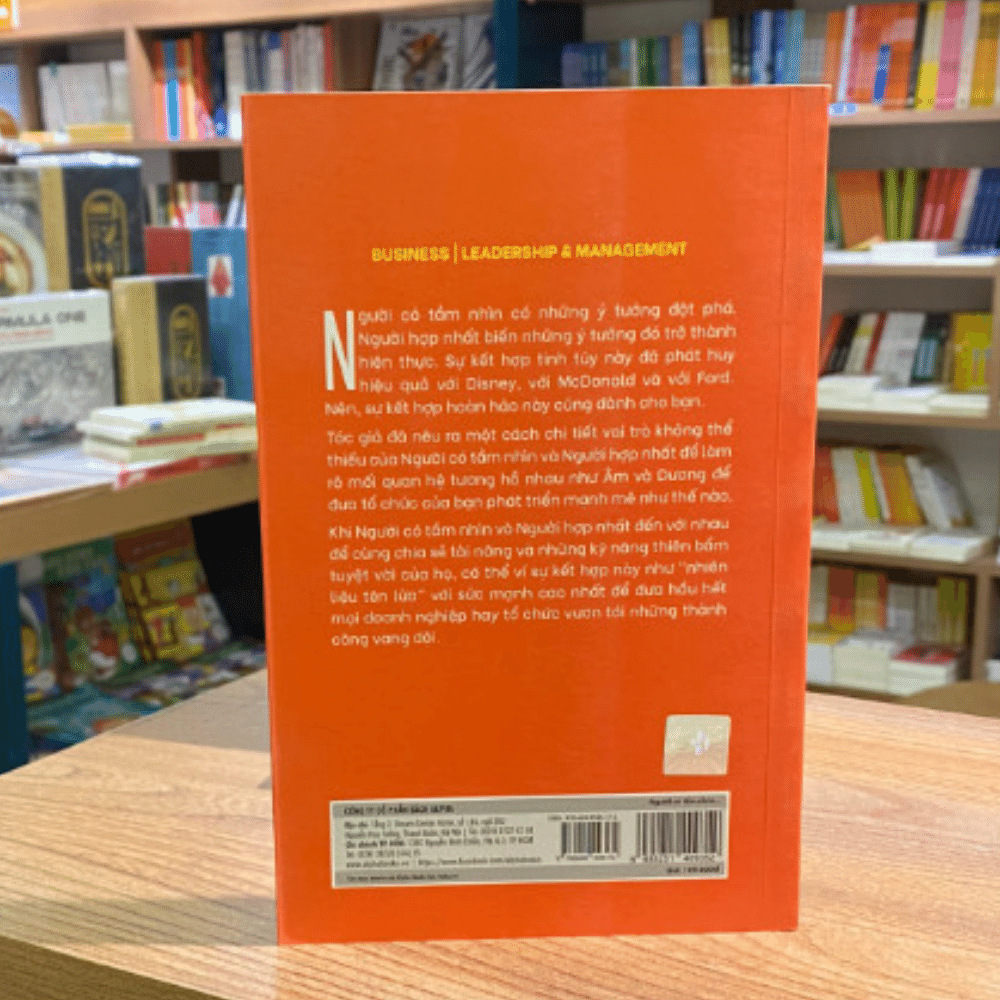 BUSINESS | LEADERSHIP & MANAGEMENT
Người có tầm nhìn có những ý tưởng đột phá.
Người hợp nhất biến những ý tưởng đó trở thành
hiện thực. Sự kết hợp tinh túy này đã phát huy
hiệu quả với Disney, với McDonald và với Ford.
Nên, sự kết hợp hoàn hảo này cũng dành cho bạn.
Tác giả đã nêu ra một cách chi tiết vai trò không thể
thiếu của Người có tầm nhìn và Người hợp nhất để làm
rõ mối quan hệ tương hỗ nhau như Âm và Dương để
đưa tổ chức của bạn phát triển mạnh mẽ như thế nào.
Khi Người có tầm nhìn và Người hợp nhất đến với nhau
để cùng chia sẻ tài năng và những kỹ năng thiên bẩm
tuyệt vời của họ, có thể ví sự kết hợp này như "nhiên
liệu tên lửa" với sức mạnh cao nhất để đưa hầu hết
mọi doanh nghiệp hay tổ chức vươn tới những thành
công vang dội.
CÔNG TY CỔ PHẦN SÁCH ALPHA
FORMULA ONE